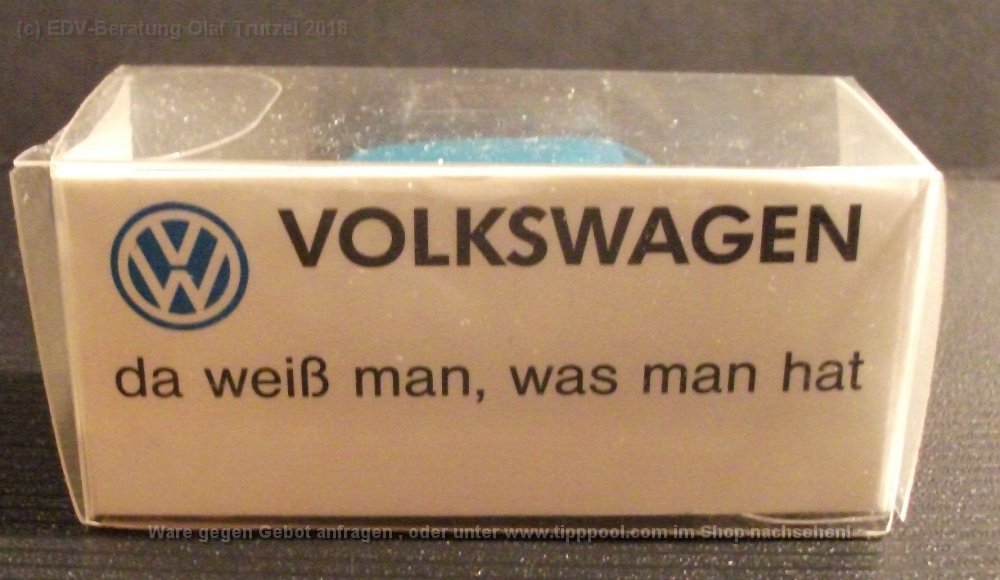 (c) EDV-Beratung Olaf Trutzel 2018
VW VOLKSWAGEN
da weiß man, was man hat
Ware gegen Gebot anfragen , oder unter www.tipppool.com im Shop nachsehen!